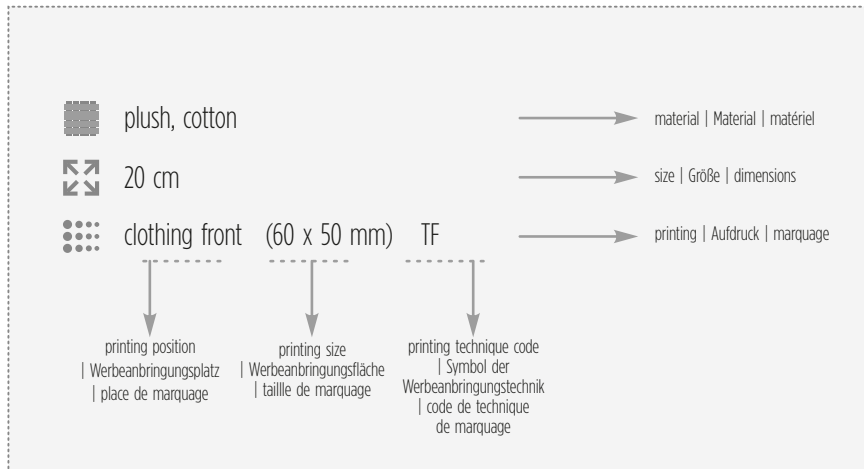 plush, cotton
material | Material | matériel
20 cm
size | Größe | dimensions
clothing front (60 x 50 mm) TF
printing | Aufdruck | marquage
printing position
| Werbeanbringungsplatz
| place de marquage
printing size
| Werbeanbringungsfläche
| taillle de marquage
printing technique code
| Symbol der
Werbeanbringungstechnik
| code de technique
de marquage